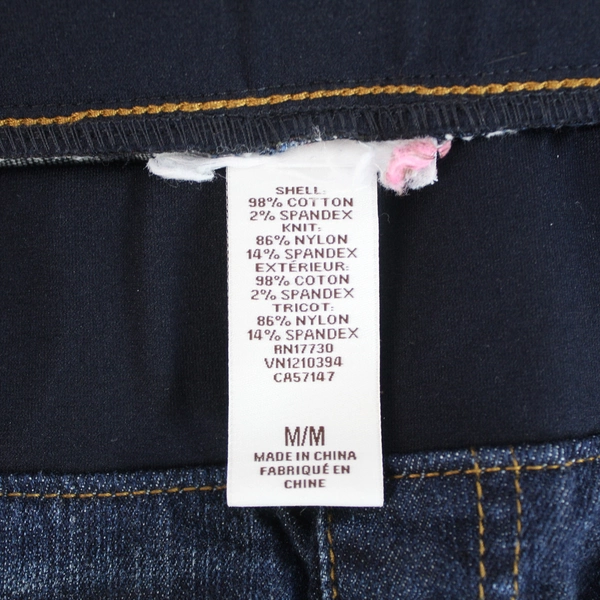 SHELL:
98% COTTON
2% SPANDEX
KNIT:
86% NYLON
14% SPANDEX
EXTÉRIEUR:
98% COTON
2% SPANDEX
TRICOT:
86% NYLON
14% SPANDEX
RN17730
VN1210394
CA57147
M/M
MADE IN CHINA
FABRIQUÉ EN
CHINE